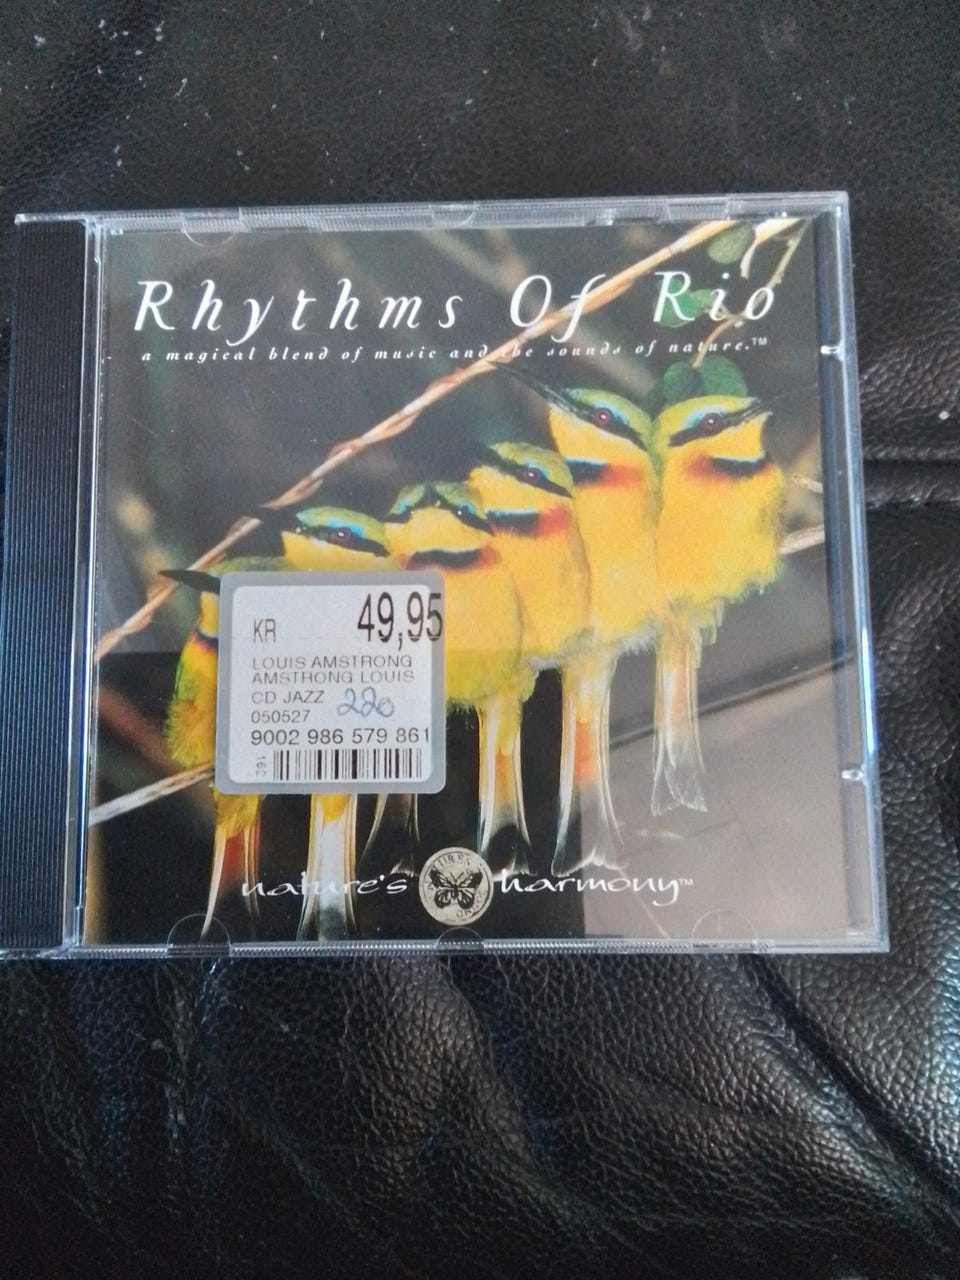 Rhythms Of Rio
a magical blend of music and the sounds of nature.™
KR 49,95
LOUIS AMSTRONG
AMSTRONG LOUIS
CD JAZZ 220
050527
9002 986 579 861
162
nature's harmony™